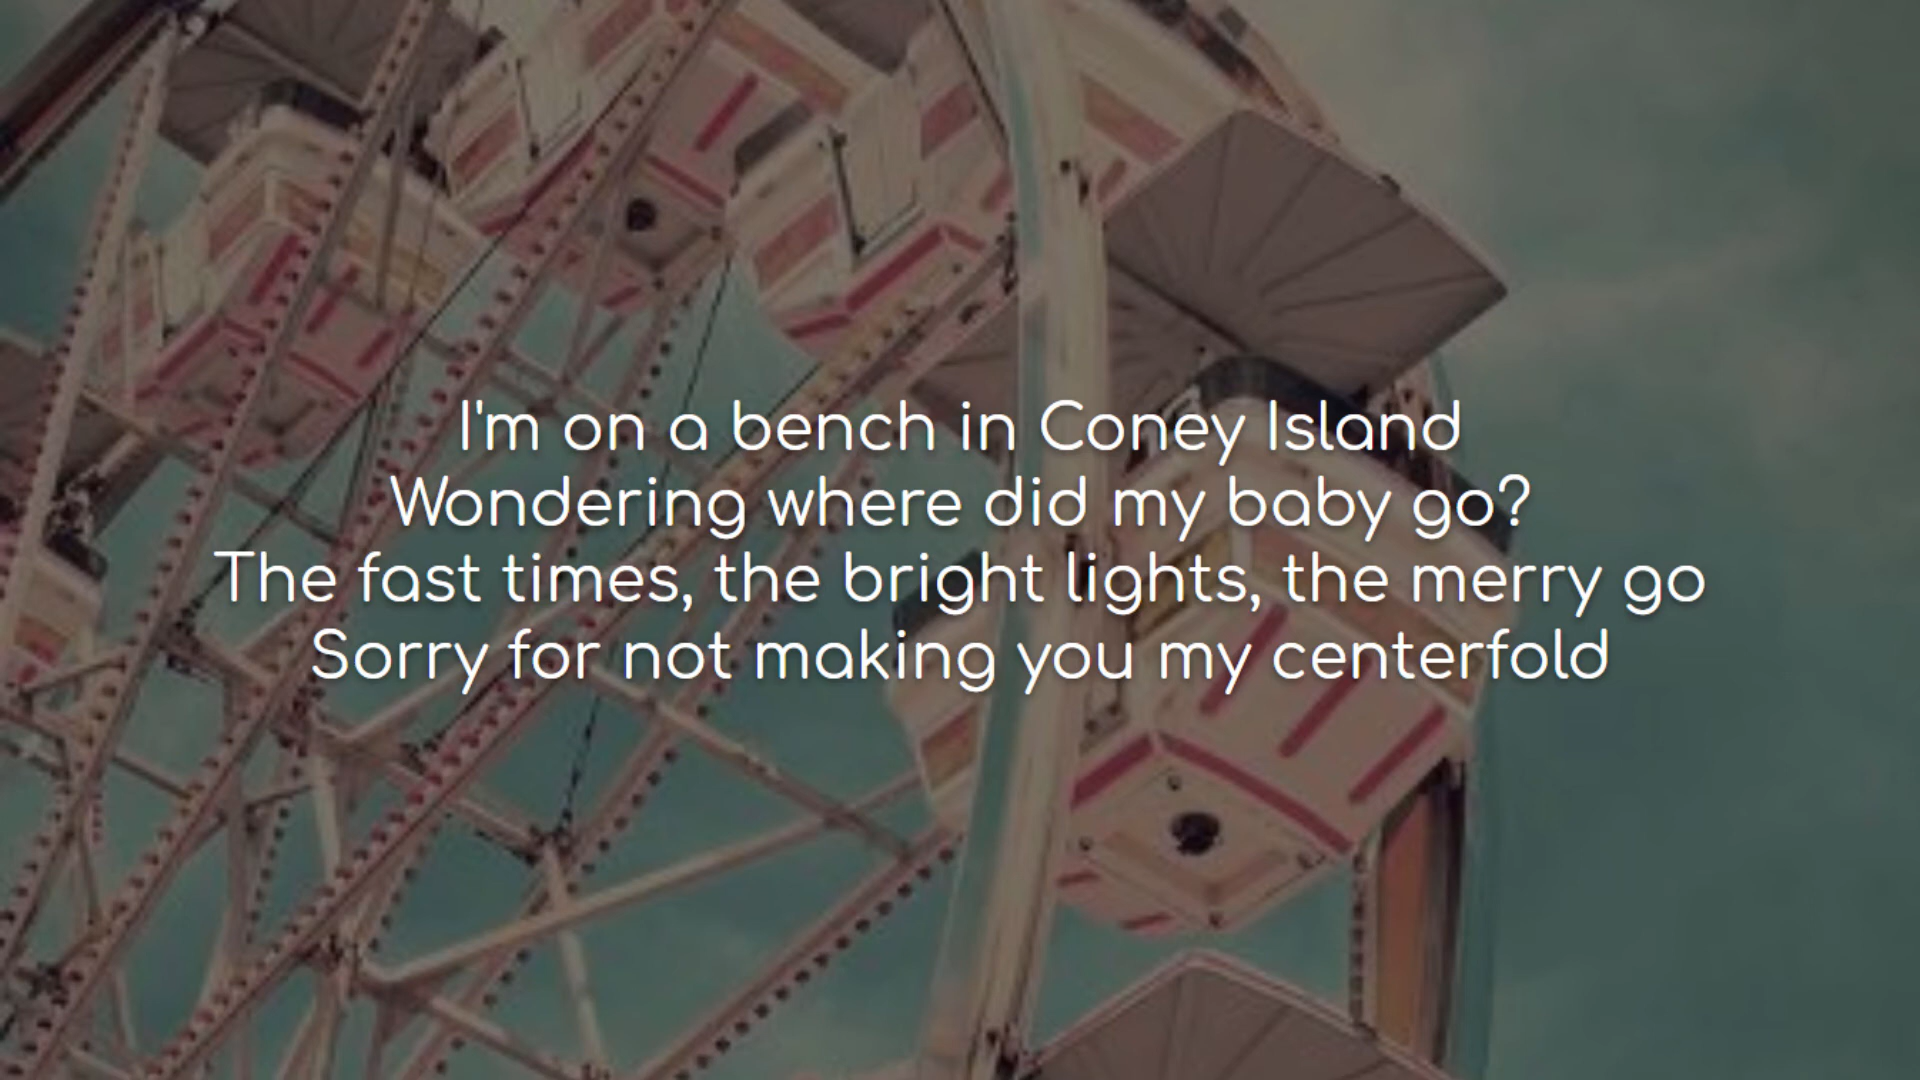 I'm on a bench in Coney Island
Wondering where did my baby go?
The fast times, the bright lights, the merry go
Sorry for not making you my centerfold